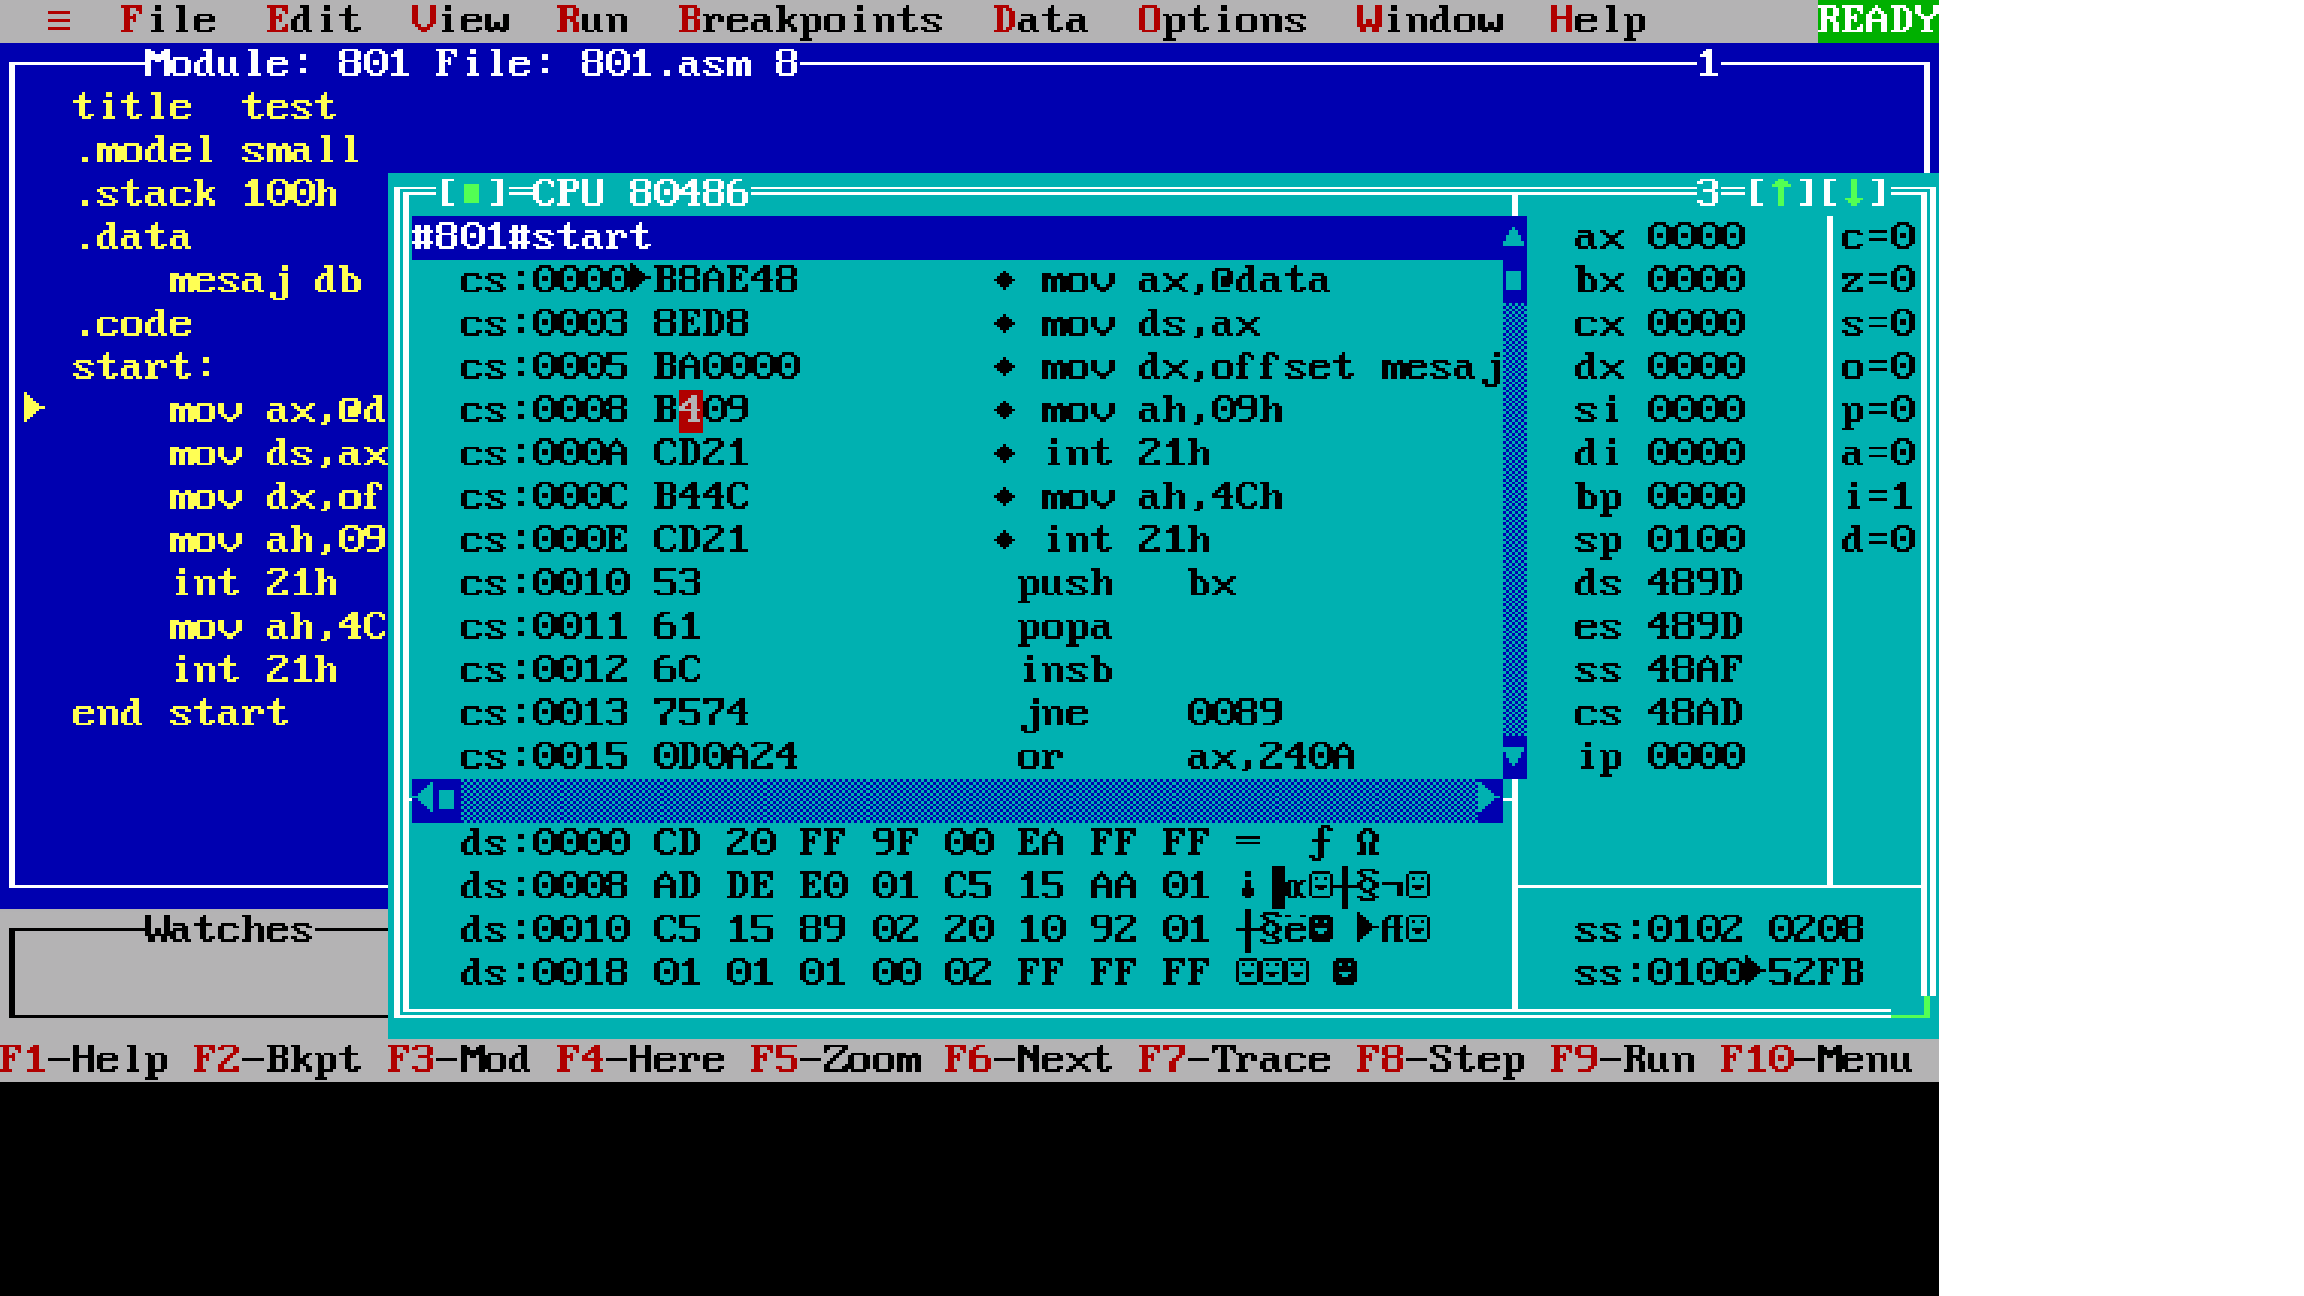 ≡ File Edit View Run Breakpoints Data Options Window Help READY
Module: 801 File: 801.asm 8 1
title test
.model small
.stack 100h
.data
mesaj db
.code
start:
mov ax,@d
mov ds,ax
mov dx,of
mov ah,09
int 21h
mov ah,4C
int 21h
end start
Watches
[■]=CPU 80486 3=[↑][↓]
#801#start
cs:0000►B8AE48 ♦ mov ax,@data
cs:0003 8ED8 ♦ mov ds,ax
cs:0005 BA0000 ♦ mov dx,offset mesaj
cs:0008 B409 ♦ mov ah,09h
cs:000A CD21 ♦ int 21h
cs:000C B44C ♦ mov ah,4Ch
cs:000E CD21 ♦ int 21h
cs:0010 53 push bx
cs:0011 61 popa
cs:0012 6C insb
cs:0013 7574 jne 0089
cs:0015 0D0A24 or ax,240A
ax 0000 c=0
bx 0000 z=0
cx 0000 s=0
dx 0000 o=0
si 0000 p=0
di 0000 a=0
bp 0000 i=1
sp 0100 d=0
ds 489D
es 489D
ss 48AF
cs 48AD
ip 0000
ds:0000 CD 20 FF 9F 00 EA FF FF = ƒ Ω
ds:0008 AD DE E0 01 C5 15 AA 01 ¡▐α☺┼§¬☺
ds:0010 C5 15 89 02 20 10 92 01 ┼§ë☻ ►Æ☺
ds:0018 01 01 01 00 02 FF FF FF ☺☺☺ ☻
ss:0102 0208
ss:0100►52FB
F1-Help F2-Bkpt F3-Mod F4-Here F5-Zoom F6-Next F7-Trace F8-Step F9-Run F10-Menu